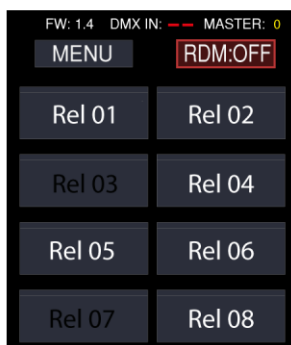 FW: 1.4 DMX IN: – – MASTER: 0
MENU RDM:OFF
Rel 01 Rel 02
Rel 03 Rel 04
Rel 05 Rel 06
Rel 07 Rel 08